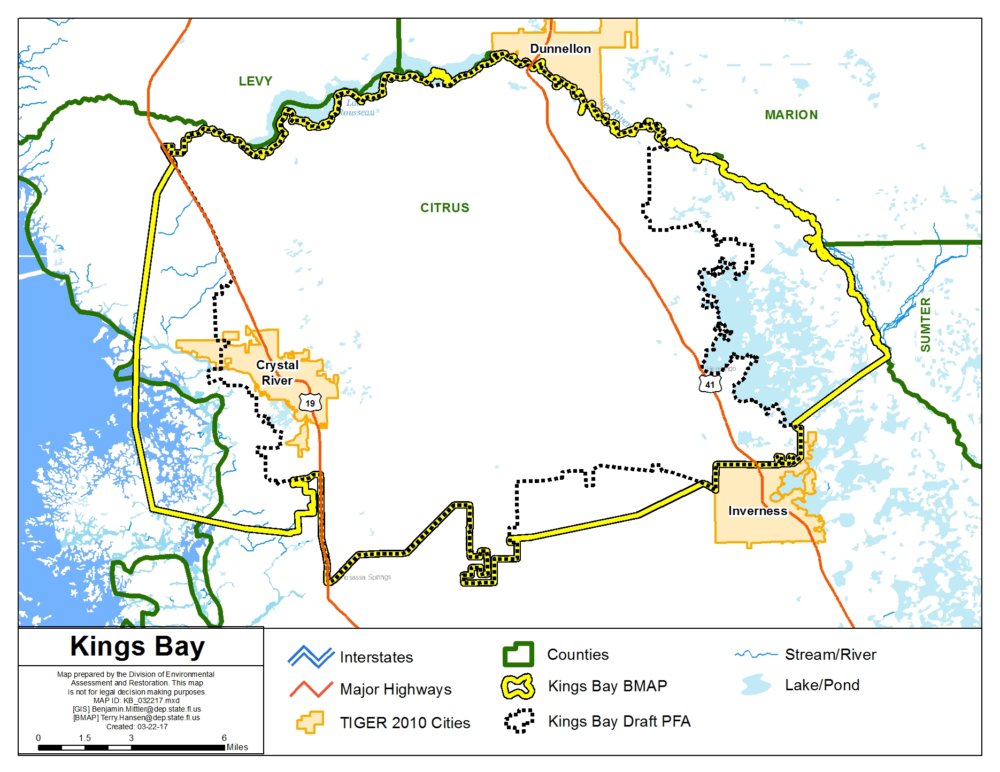 Dunnellon
LEVY
MARION
Rousseau
River
CITRUS
SUMTER
Crystal
River
19
41
Inverness
Springs
Kings Bay
Map prepared by the Division of Environmental
Assessment and Restoration. This map
is not for legal decision making purposes.
MAP ID: KB_032217.mxd
[GIS] Benjamin.Mittler@dep.state.fl.us
[BMAP] Terry.Hansen@dep.state.fl.us
Created: 03-22-17
0 1.5 3 6
Miles
Interstates
Major Highways
TIGER 2010 Cities
Counties
Kings Bay BMAP
Kings Bay Draft PFA
Stream/River
Lake/Pond